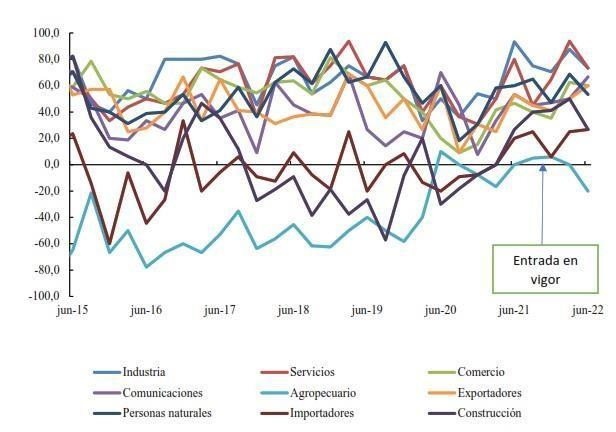 100,0
80,0
60,0
40,0
20,0
0,0
-20,0
-40,0
-60,0
-80,0
-100,0
jun-15 jun-16 jun-17 jun-18 jun-19 jun-20 jun-21 jun-22
Entrada en
vigor
Industria Servicios Comercio
Comunicaciones Agropecuario Exportadores
Personas naturales Importadores Construcción